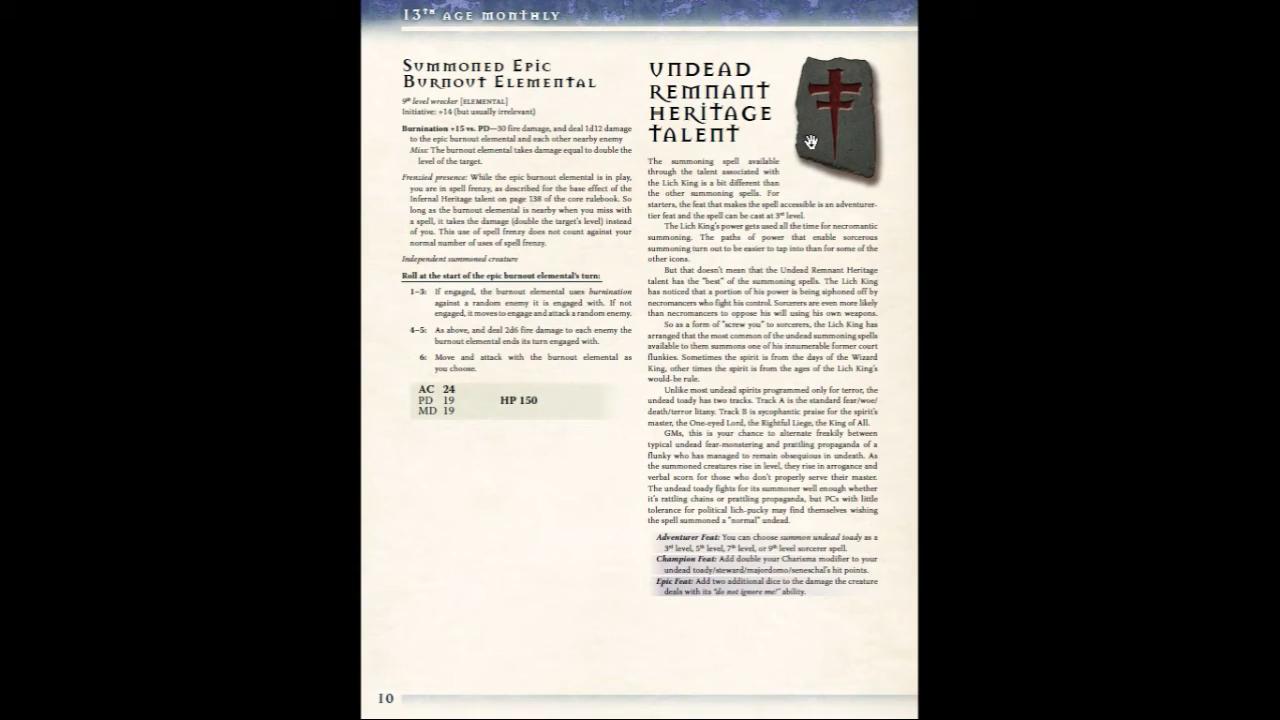 13th Age Monthly
Summoned Epic
Burnout Elemental
9th level wrecker [ELEMENTAL]
Initiative: +14 (but usually irrelevant)
Burnination +15 vs. PD—30 fire damage, and deal 1d12 damage
to the epic burnout elemental and each other nearby enemy
Miss: The burnout elemental takes damage equal to double the
level of the target.
Frenzied presence: While the epic burnout elemental is in play,
you are in spell frenzy, as described for the base effect of the
Infernal Heritage talent on page 138 of the core rulebook. So
long as the burnout elemental is nearby when you miss with
a spell, it takes the damage (double the target's level) instead
of you. This use of spell frenzy does not count against your
normal number of uses of spell frenzy.
Independent summoned creature
Roll at the start of the epic burnout elemental's turn:
1–3: If engaged, the burnout elemental uses burnination
against a random enemy it is engaged with. If not
engaged, it moves to engage and attack a random enemy.
4–5: As above, and deal 2d6 fire damage to each enemy the
burnout elemental ends its turn engaged with.
6: Move and attack with the burnout elemental as
you choose.
AC 24
PD 19 HP 150
MD 19
Undead
Remnant
Heritage
Talent
The summoning spell available
through the talent associated with
the Lich King is a bit different than
the other summoning spells. For
starters, the feat that makes the spell accessible is an adventurer-
tier feat and the spell can be cast at 3rd level.
The Lich King's power gets used all the time for necromantic
summoning. The paths of power that enable sorcerous
summoning turn out to be easier to tap into than for some of the
other icons.
But that doesn't mean that the Undead Remnant Heritage
talent has the "best" of the summoning spells. The Lich King
has noticed that a portion of his power is being siphoned off by
necromancers who fight his control. Sorcerers are even more likely
than necromancers to oppose his will using his own weapons.
So as a form of "screw you" to sorcerers, the Lich King has
arranged that the most common of the undead summoning spells
available to them summons one of his innumerable former court
flunkies. Sometimes the spirit is from the days of the Wizard
King, other times the spirit is from the ages of the Lich King's
would-be rule.
Unlike most undead spirits programmed only for terror, the
undead toady has two tracks. Track A is the standard fear/woe/
death/terror litany. Track B is sycophantic praise for the spirit's
master, the One-eyed Lord, the Rightful Liege, the King of All.
GMs, this is your chance to alternate freakily between
typical undead fear-monstering and prattling propaganda of a
flunky who has managed to remain obsequious in undeath. As
the summoned creatures rise in level, they rise in arrogance and
verbal scorn for those who don't properly serve their master.
The undead toady fights for its summoner well enough whether
it's rattling chains or prattling propaganda, but PCs with little
tolerance for political lich-pucky may find themselves wishing
the spell summoned a "normal" undead.
Adventurer Feat: You can choose summon undead toady as a
3rd level, 5th level, 7th level, or 9th level sorcerer spell.
Champion Feat: Add double your Charisma modifier to your
undead toady/steward/majordomo/seneschal's hit points.
Epic Feat: Add two additional dice to the damage the creature
deals with its "do not ignore me!" ability.
10